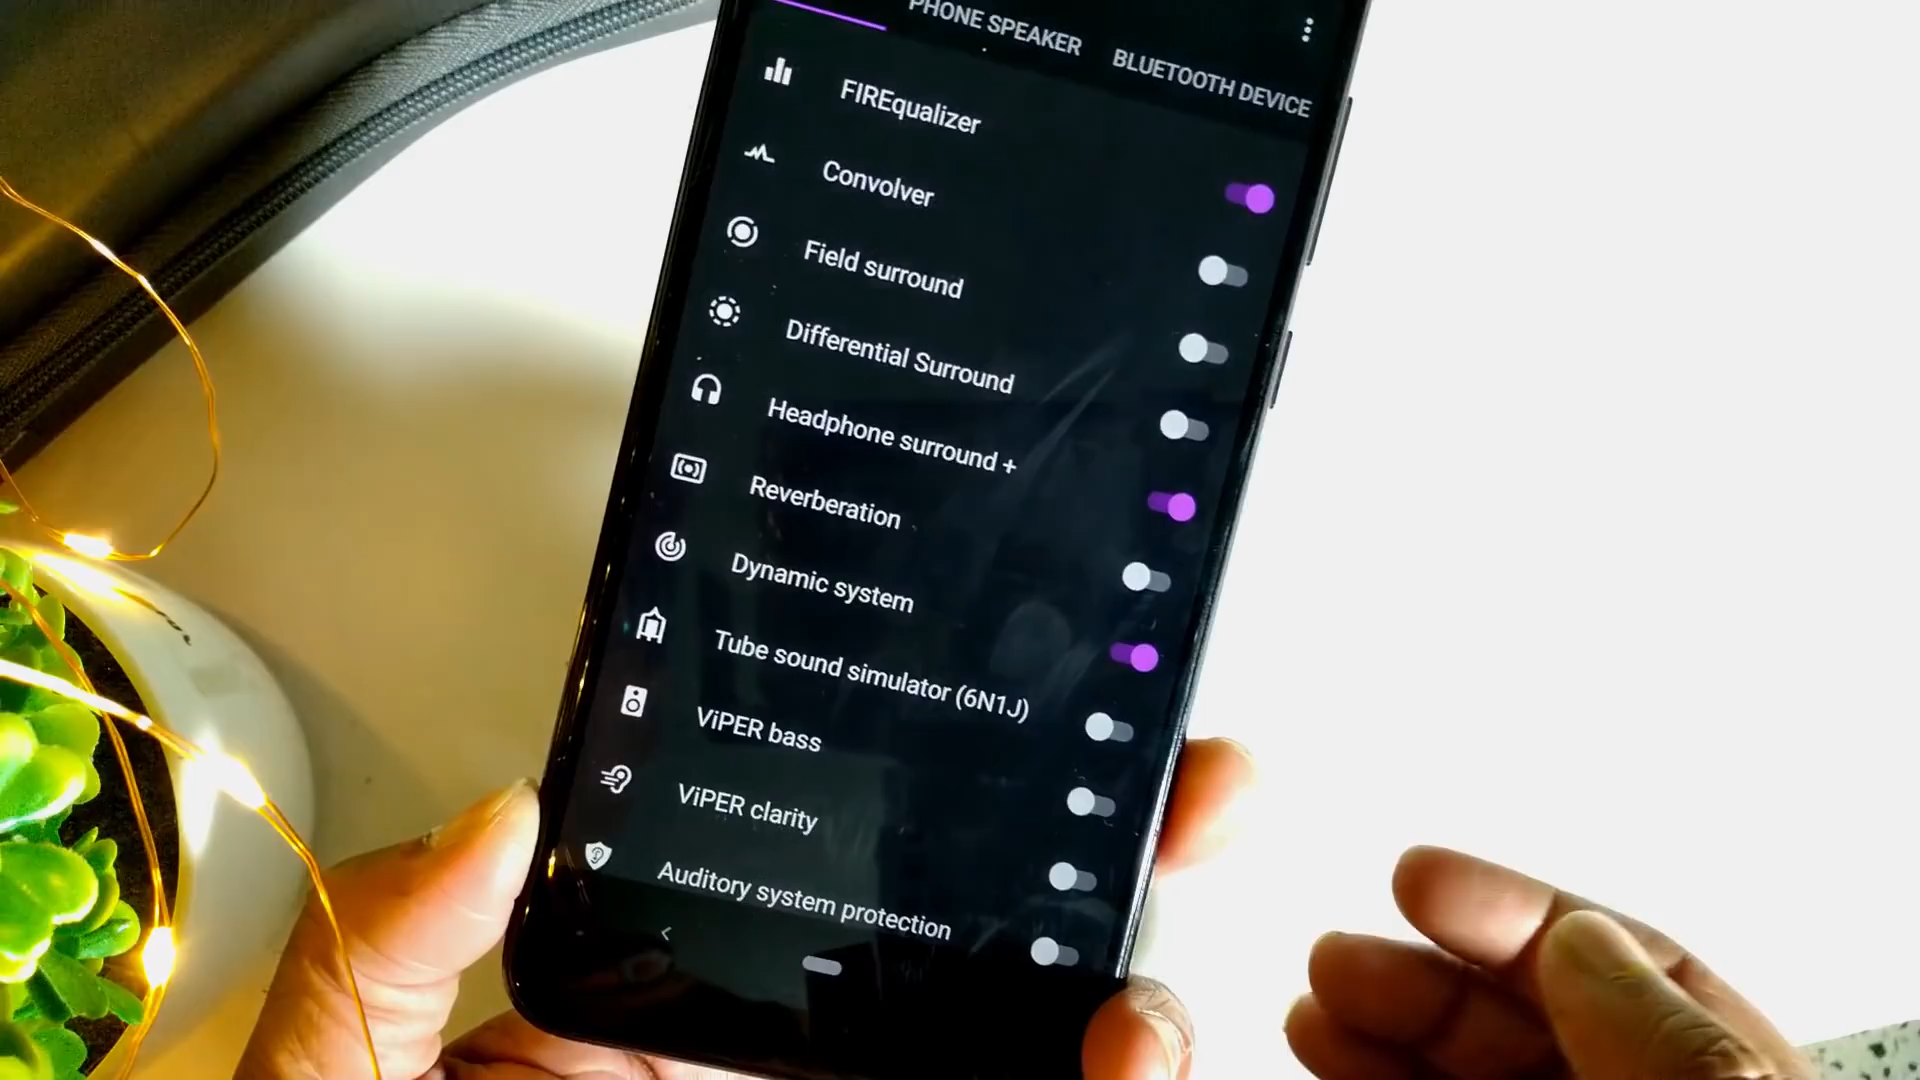 PHONE SPEAKER
BLUETOOTH DEVICE
FIREqualizer
Convolver
Field surround
Differential Surround
Headphone surround +
Reverberation
Dynamic system
Tube sound simulator (6N1J)
ViPER bass
ViPER clarity
Auditory system protection